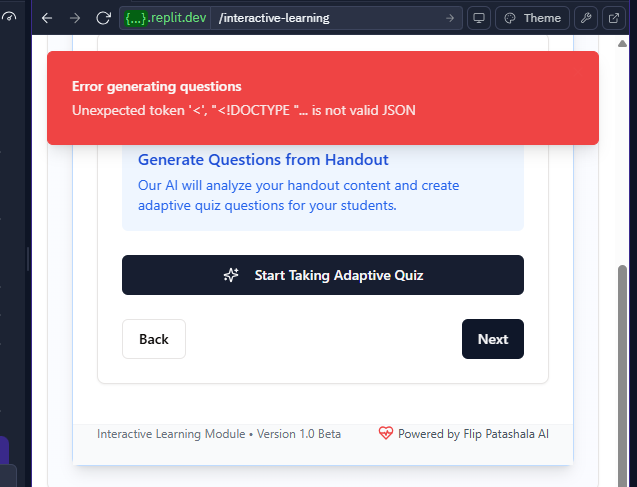 {...}.replit.dev /interactive-learning Theme
Error generating questions
Unexpected token '<', "<!DOCTYPE "... is not valid JSON
Generate Questions from Handout
Our AI will analyze your handout content and create
adaptive quiz questions for your students.
Start Taking Adaptive Quiz
Back Next
Interactive Learning Module • Version 1.0 Beta Powered by Flip Patashala AI